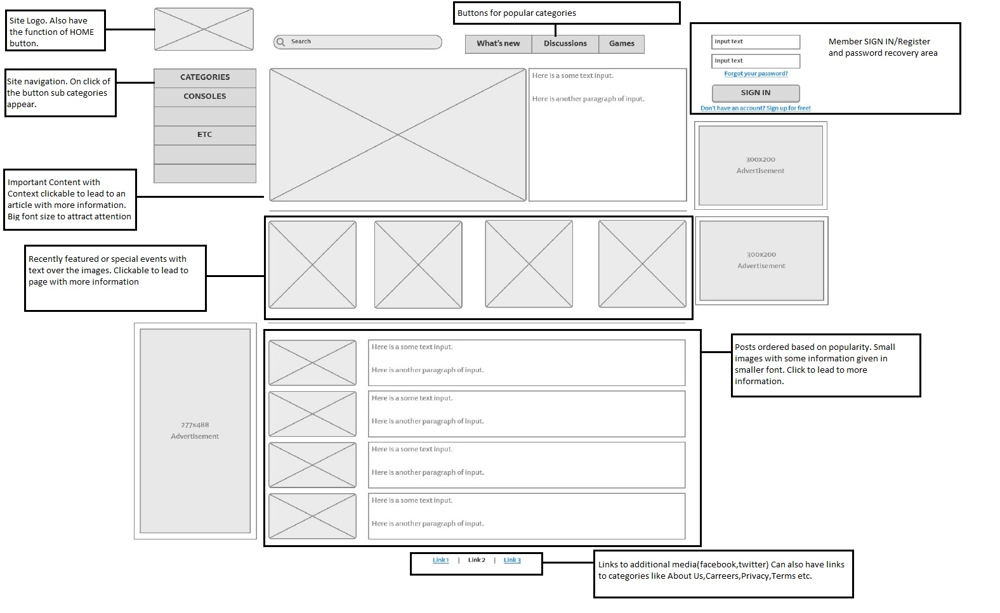 Site Logo. Also have
the function of HOME
button.
Buttons for popular categories
Search
What's new
Discussions
Games
Input text
Input text
Forgot your password?
SIGN IN
Don't have an account? Sign up for free!
Member SIGN IN/Register
and password recovery area
Site navigation. On click of
the button sub categories
appear.
CATEGORIES
CONSOLES
ETC
Here is a some text input.
Here is another paragraph of input.
300x200
Advertisement
Important Content with
Context clickable to lead to an
article with more information.
Big font size to attract attention
300x200
Advertisement
Recently featured or special events with
text over the images. Clickable to lead to
page with more information
277x488
Advertisement
Here is a some text input.
Here is another paragraph of input.
Here is a some text input.
Here is another paragraph of input.
Here is a some text input.
Here is another paragraph of input.
Here is a some text input.
Here is another paragraph of input.
Posts ordered based on popularity. Small
images with some information given in
smaller font. Click to lead to more
information.
Link 1 | Link 2 | Link 3
Links to additional media(facebook,twitter) Can also have links
to categories like About Us,Carreers,Privacy,Terms etc.